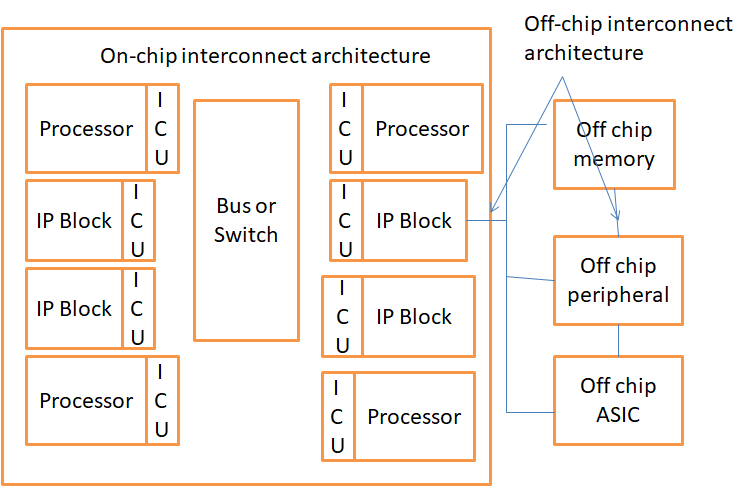 On-chip interconnect architecture
Off-chip interconnect
architecture
Processor
I
C
U
IP Block
I
C
U
IP Block
I
C
U
Processor
I
C
U
Bus or
Switch
I
C
U
Processor
I
C
U
IP Block
I
C
U
IP Block
I
C
U
Processor
Off chip
memory
Off chip
peripheral
Off chip
ASIC